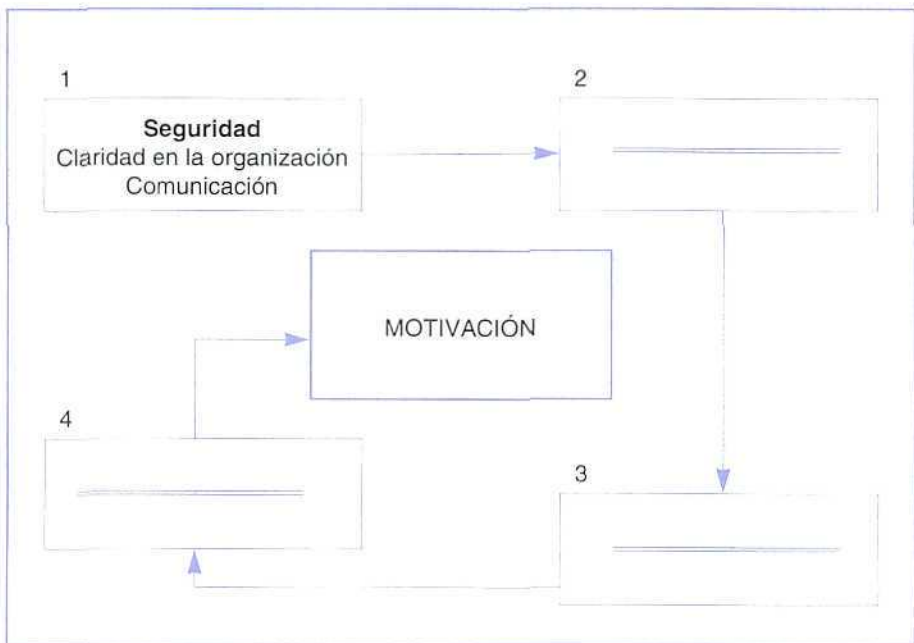 1
Seguridad
Claridad en la organización
Comunicación
2
MOTIVACIÓN
4
3